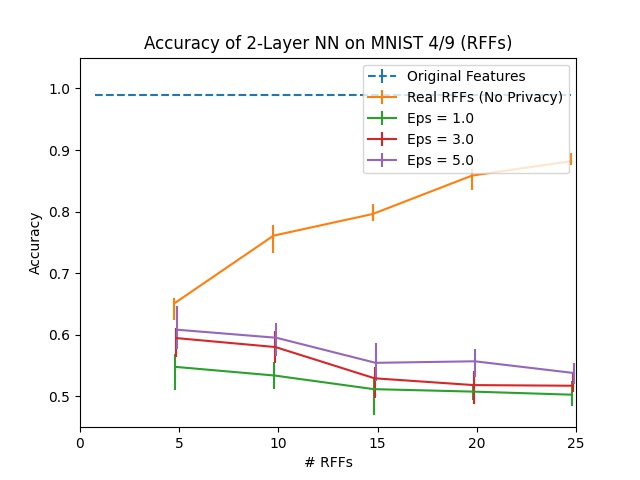 Accuracy of 2-Layer NN on MNIST 4/9 (RFFs)
Original Features
Real RFFs (No Privacy)
Eps = 1.0
Eps = 3.0
Eps = 5.0
Accuracy
1.0
0.9
0.8
0.7
0.6
0.5
0
5
10
15
20
25
# RFFs